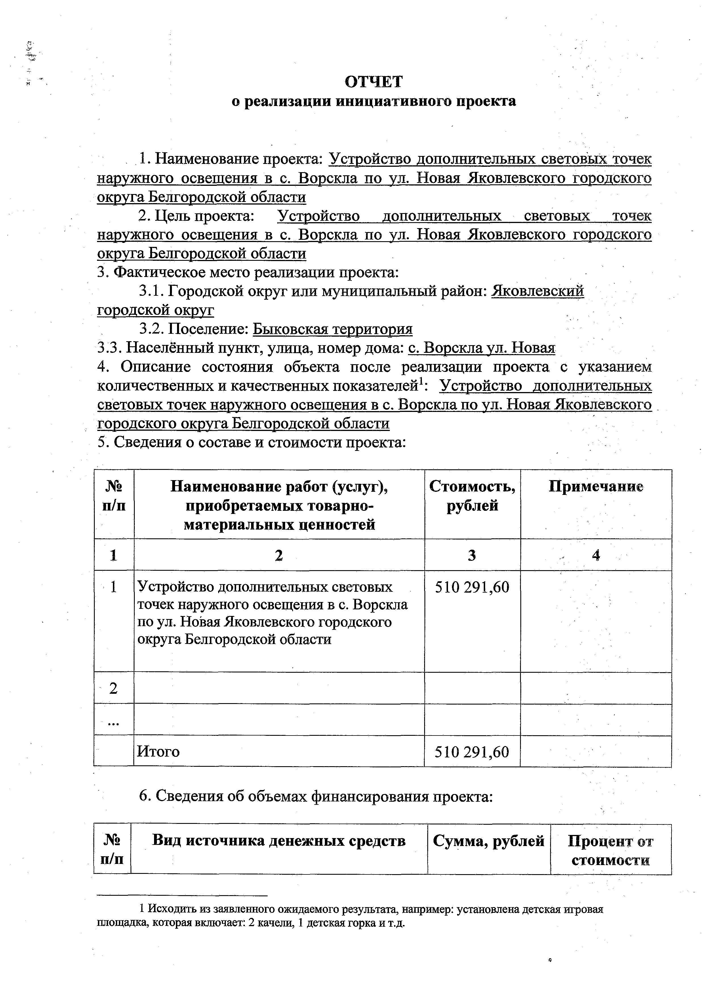 ОТЧЕТ
о реализации инициативного проекта
1. Наименование проекта: Устройство дополнительных световых точек
наружного освещения в с. Ворскла по ул. Новая Яковлевского городского
округа Белгородской области
2. Цель проекта: Устройство дополнительных световых точек
наружного освещения в с. Ворскла по ул. Новая Яковлевского городского
округа Белгородской области
3. Фактическое место реализации проекта:
3.1. Городской округ или муниципальный район: Яковлевский
городской округ
3.2. Поселение: Быковская территория
3.3. Населённый пункт, улица, номер дома: с. Ворскла ул. Новая
4. Описание состояния объекта после реализации проекта с указанием
количественных и качественных показателей¹: Устройство дополнительных
световых точек наружного освещения в с. Ворскла по ул. Новая Яковлевского
городского округа Белгородской области
5. Сведения о составе и стоимости проекта:
№ Наименование работ (услуг), Стоимость, Примечание
п/п приобретаемых товарно- рублей
материальных ценностей
1 2 3 4
1 Устройство дополнительных световых 510 291,60
точек наружного освещения в с. Ворскла
по ул. Новая Яковлевского городского
округа Белгородской области
2
...
Итого 510 291,60
6. Сведения об объемах финансирования проекта:
№ Вид источника денежных средств Сумма, рублей Процент от
п/п стоимости
1 Исходить из заявленного ожидаемого результата, например: установлена детская игровая
площадка, которая включает: 2 качели, 1 детская горка и т.д.